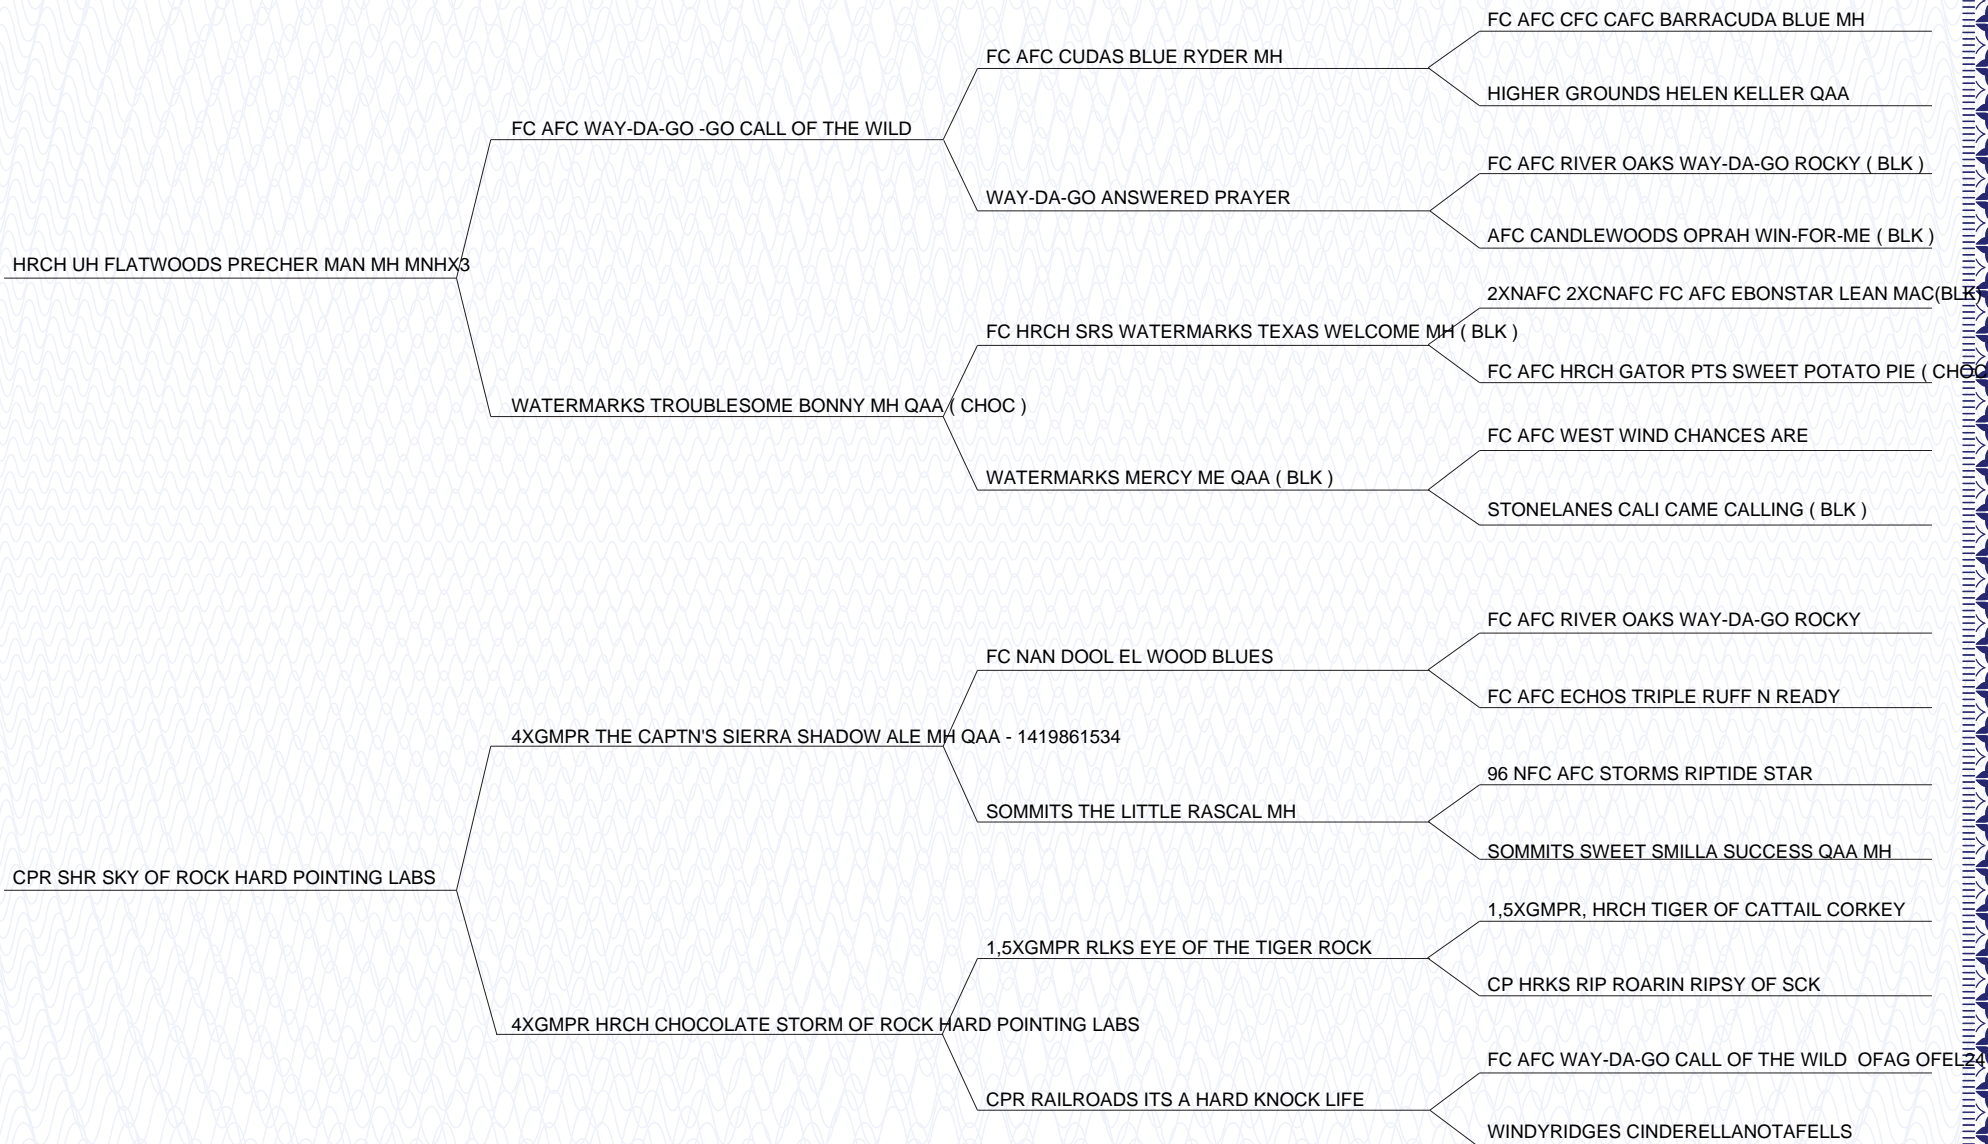 FC AFC CFC CAFC BARRACUDA BLUE MH
FC AFC CUDAS BLUE RYDER MH
HIGHER GROUNDS HELEN KELLER QAA
FC AFC WAY-DA-GO -GO CALL OF THE WILD
FC AFC RIVER OAKS WAY-DA-GO ROCKY ( BLK )
WAY-DA-GO ANSWERED PRAYER
AFC CANDLEWOODS OPRAH WIN-FOR-ME ( BLK )
HRCH UH FLATWOODS PRECHER MAN MH MNHX3
2XNAFC 2XCNAFC FC AFC EBONSTAR LEAN MAC(BLK)
FC HRCH SRS WATERMARKS TEXAS WELCOME MH ( BLK )
FC AFC HRCH GATOR PTS SWEET POTATO PIE ( CHOC
WATERMARKS TROUBLESOME BONNY MH QAA ( CHOC )
FC AFC WEST WIND CHANCES ARE
WATERMARKS MERCY ME QAA ( BLK )
STONELANES CALI CAME CALLING ( BLK )
FC AFC RIVER OAKS WAY-DA-GO ROCKY
FC NAN DOOL EL WOOD BLUES
FC AFC ECHOS TRIPLE RUFF N READY
4XGMPR THE CAPTN'S SIERRA SHADOW ALE MH QAA - 1419861534
96 NFC AFC STORMS RIPTIDE STAR
SOMMITS THE LITTLE RASCAL MH
SOMMITS SWEET SMILLA SUCCESS QAA MH
CPR SHR SKY OF ROCK HARD POINTING LABS
1,5XGMPR, HRCH TIGER OF CATTAIL CORKEY
1,5XGMPR RLKS EYE OF THE TIGER ROCK
CP HRKS RIP ROARIN RIPSY OF SCK
4XGMPR HRCH CHOCOLATE STORM OF ROCK HARD POINTING LABS
FC AFC WAY-DA-GO CALL OF THE WILD  OFAG OFEL24
CPR RAILROADS ITS A HARD KNOCK LIFE
WINDYRIDGES CINDERELLANOTAFELLS